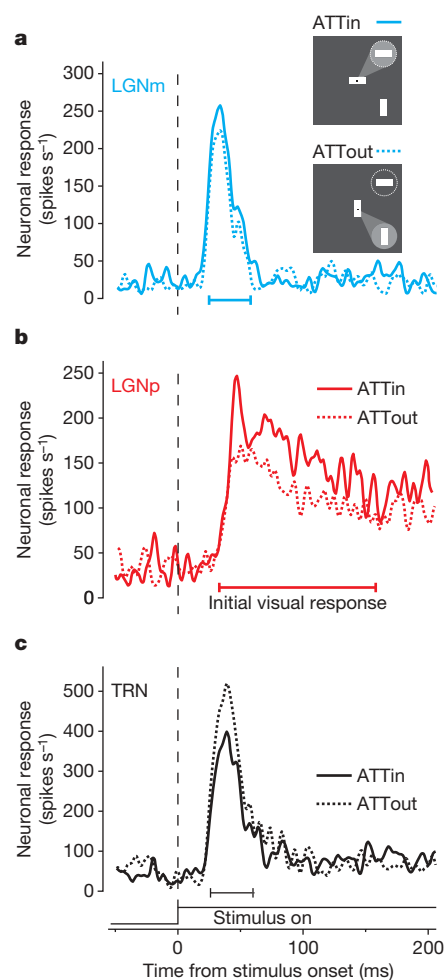 a
ATTin
ATTout
LGNm
Neuronal response
(spikes s⁻¹)
300
250
200
150
100
50
0
b
LGNp
ATTin
ATTout
Neuronal response
(spikes s⁻¹)
250
200
150
100
50
0
Initial visual response
c
TRN
ATTin
ATTout
Neuronal response
(spikes s⁻¹)
500
400
300
200
100
0
Stimulus on
0 100 200
Time from stimulus onset (ms)